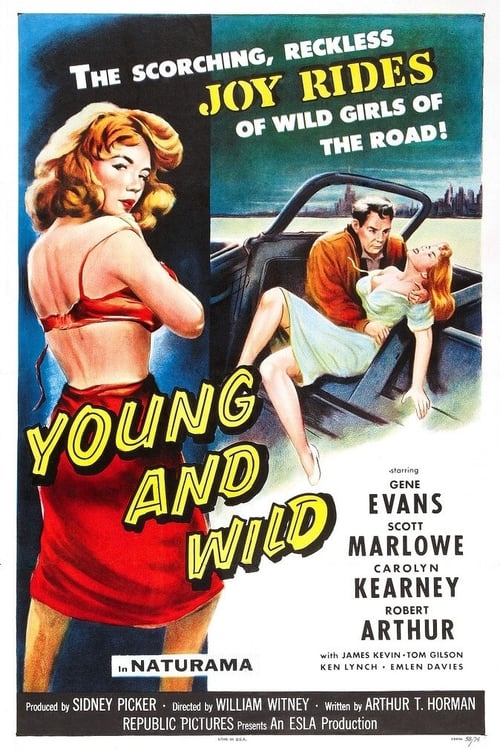 THE SCORCHING, RECKLESS
JOY RIDES
OF WILD GIRLS OF
THE ROAD!
YOUNG
AND
WILD
starring
GENE
EVANS
SCOTT
MARLOWE
CAROLYN
KEARNEY
ROBERT
ARTHUR
with JAMES KEVIN · TOM GILSON
KEN LYNCH · EMLEN DAVIES
In NATURAMA
Produced by SIDNEY PICKER · Directed by WILLIAM WITNEY · Written by ARTHUR T. HORMAN
REPUBLIC PICTURES Presents An ESLA Production